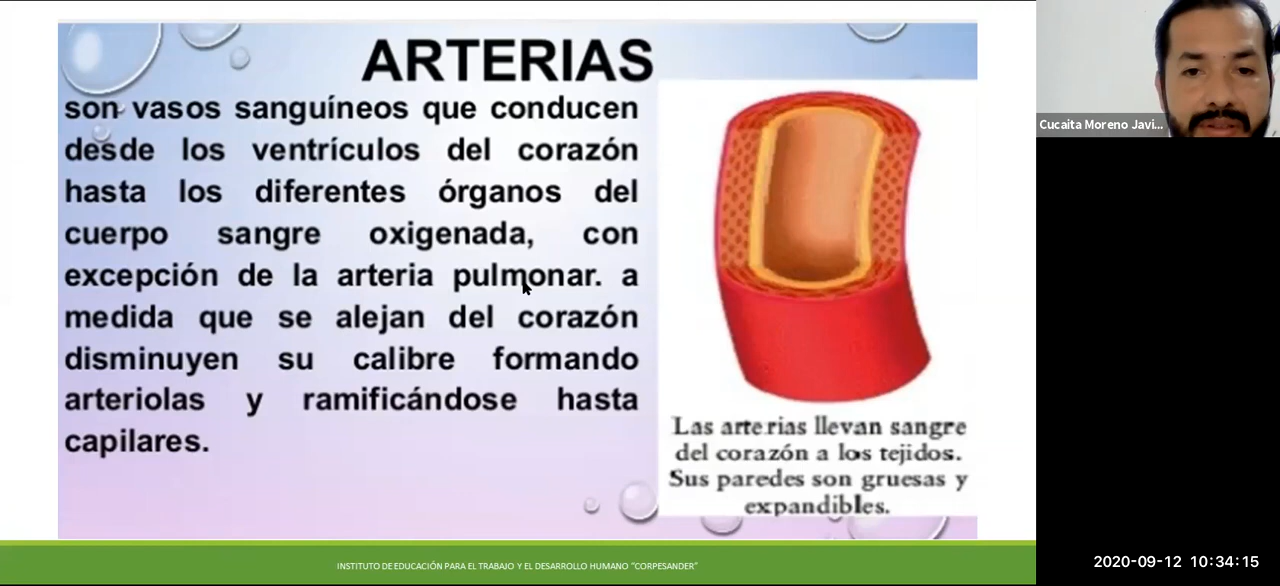 ARTERIAS
son vasos sanguíneos que conducen
desde los ventrículos del corazón
hasta los diferentes órganos del
cuerpo sangre oxigenada, con
excepción de la arteria pulmonar. a
medida que se alejan del corazón
disminuyen su calibre formando
arteriolas y ramificándose hasta
capilares.
Las arterias llevan sangre
del corazón a los tejidos.
Sus paredes son gruesas y
expandibles.
INSTITUTO DE EDUCACIÓN PARA EL TRABAJO Y EL DESARROLLO HUMANO “CORPESANDER”
Cucaita Moreno Javi...
2020-09-12 10:34:15